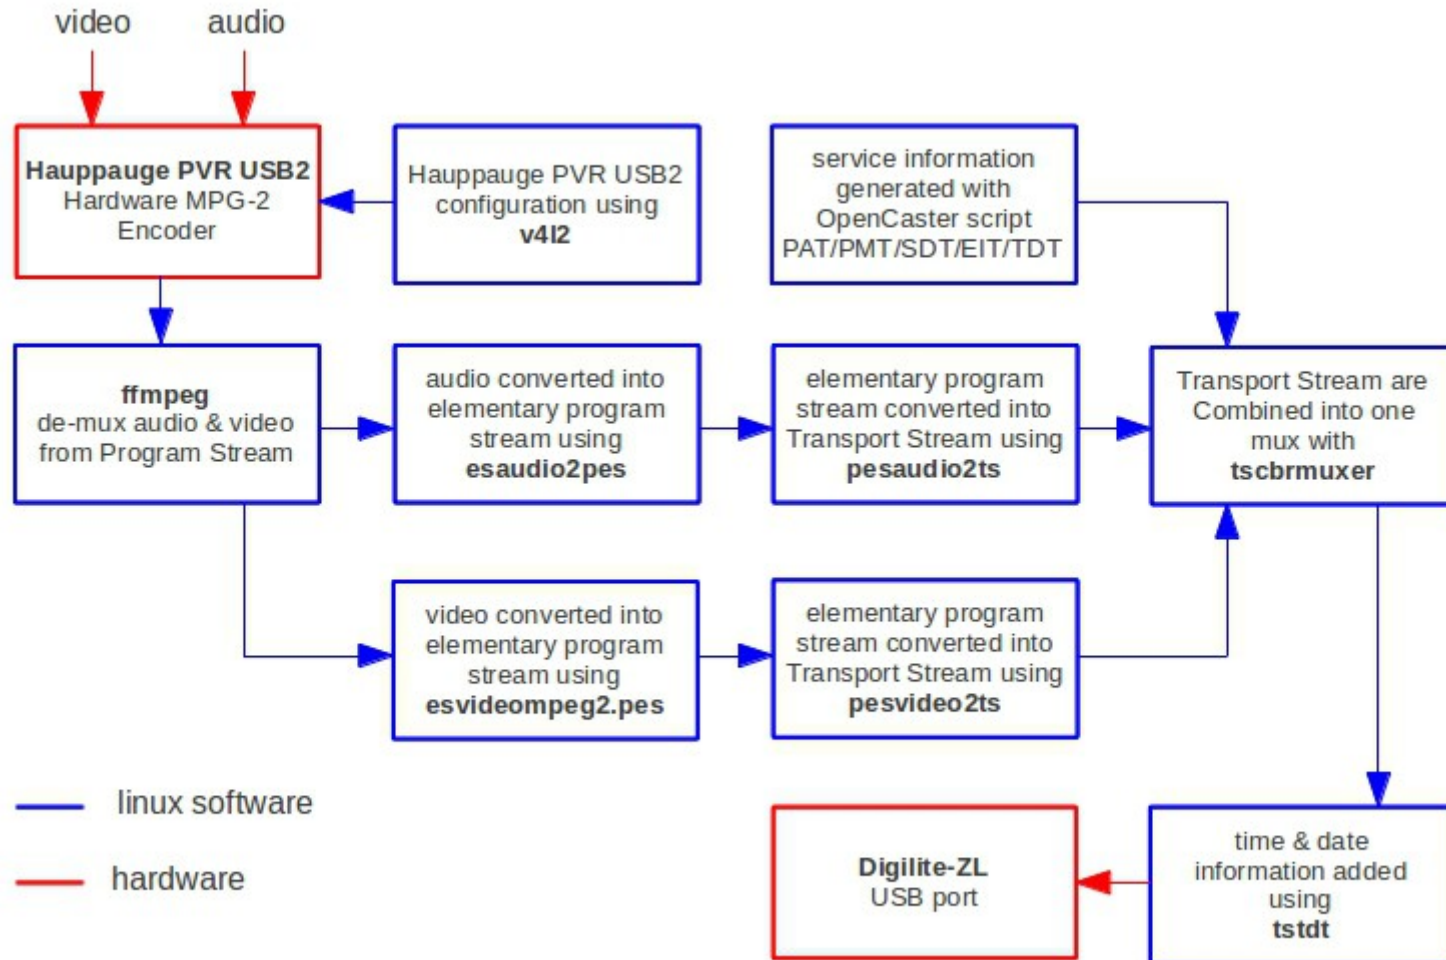 video
audio
Hauppauge PVR USB2
Hardware MPG-2
Encoder
Hauppauge PVR USB2
configuration using
v4l2
service information
generated with
OpenCaster script
PAT/PMT/SDT/EIT/TDT
ffmpeg
de-mux audio & video
from Program Stream
audio converted into
elementary program
stream using
esaudio2pes
elementary program
stream converted into
Transport Stream using
pesaudio2ts
Transport Stream are
Combined into one
mux with
tscbrmuxer
video converted into
elementary program
stream using
esvideompeg2.pes
elementary program
stream converted into
Transport Stream using
pesvideo2ts
linux software
hardware
Digilite-ZL
USB port
time & date
information added
using
tstdt